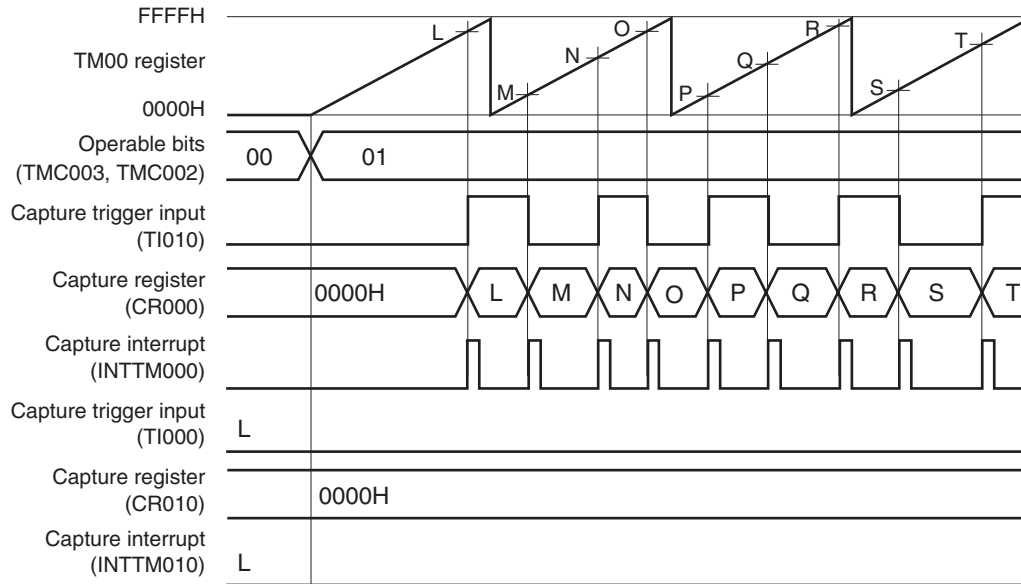 FFFFH
TM00 register
0000H
L M N O P Q R S T
Operable bits
(TMC003, TMC002)
00 01
Capture trigger input
(TI010)
Capture register
(CR000)
0000H L M N O P Q R S T
Capture interrupt
(INTTM000)
Capture trigger input
(TI000)
L
Capture register
(CR010)
0000H
Capture interrupt
(INTTM010)
L